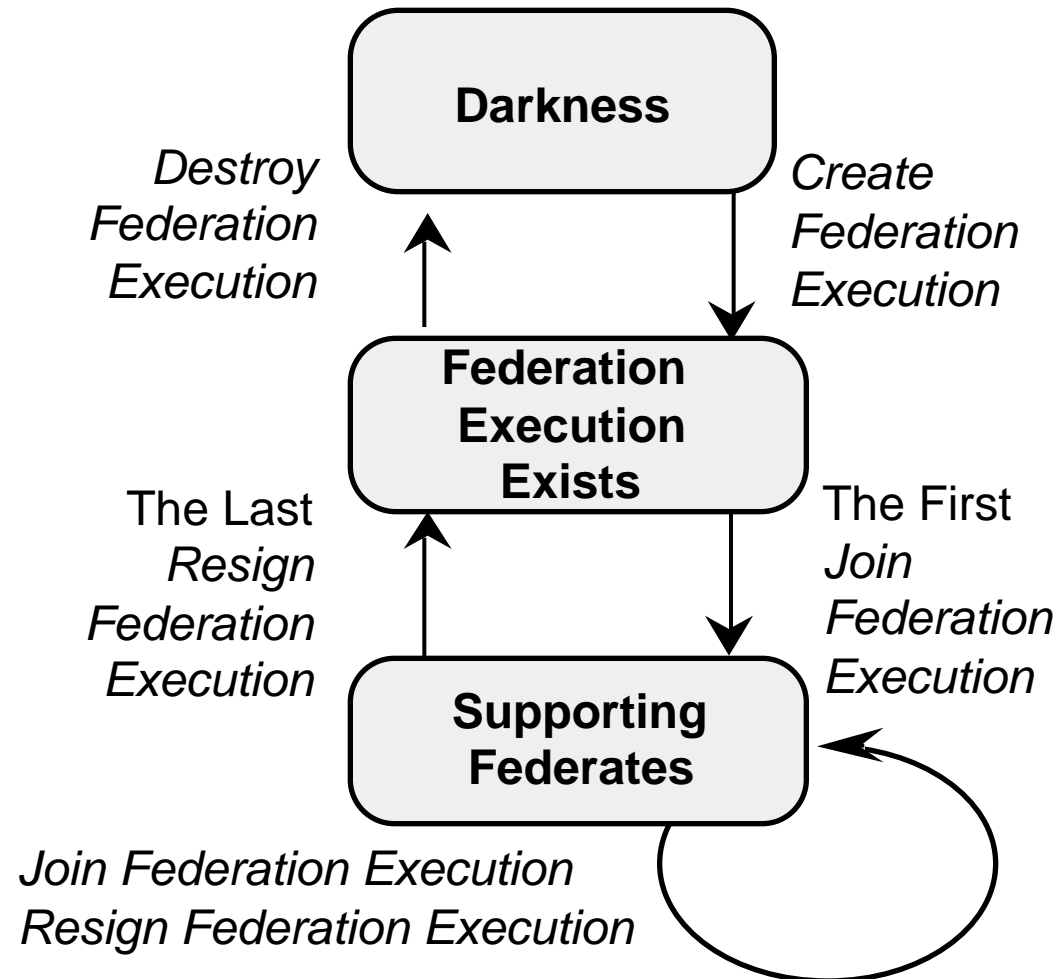 Darkness
Destroy
Federation
Execution
Create
Federation
Execution
Federation
Execution
Exists
The Last
Resign
Federation
Execution
The First
Join
Federation
Execution
Supporting
Federates
Join Federation Execution
Resign Federation Execution